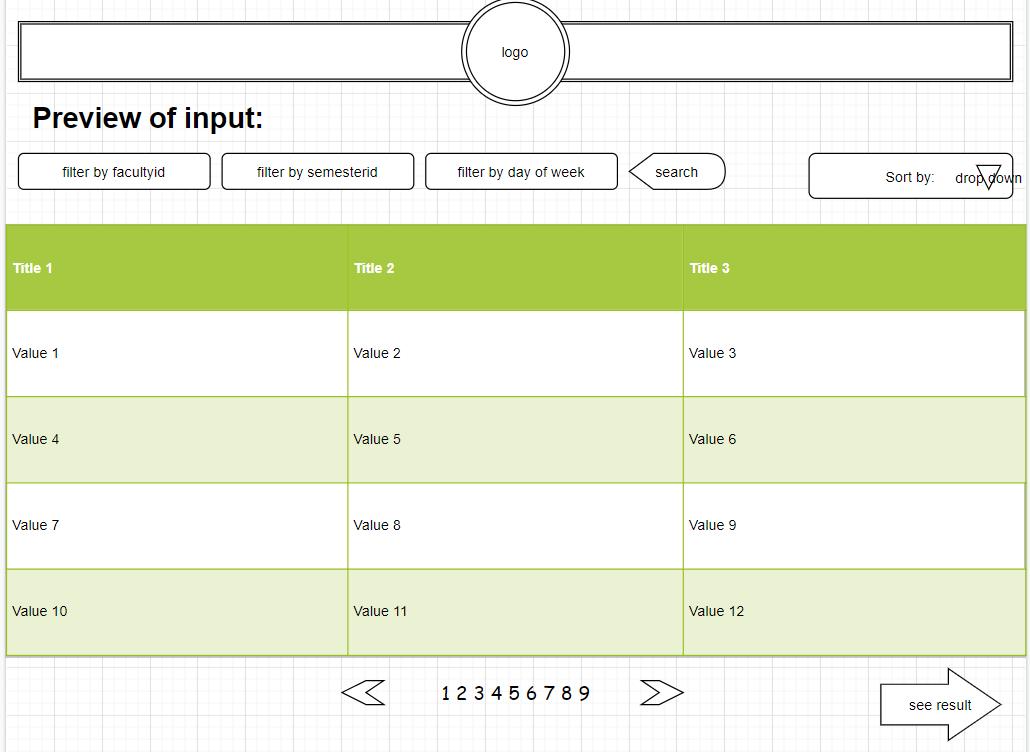 logo
Preview of input:
filter by facultyid filter by semesterid filter by day of week search Sort by: drop down
Title 1 Title 2 Title 3
Value 1 Value 2 Value 3
Value 4 Value 5 Value 6
Value 7 Value 8 Value 9
Value 10 Value 11 Value 12
1 2 3 4 5 6 7 8 9
see result